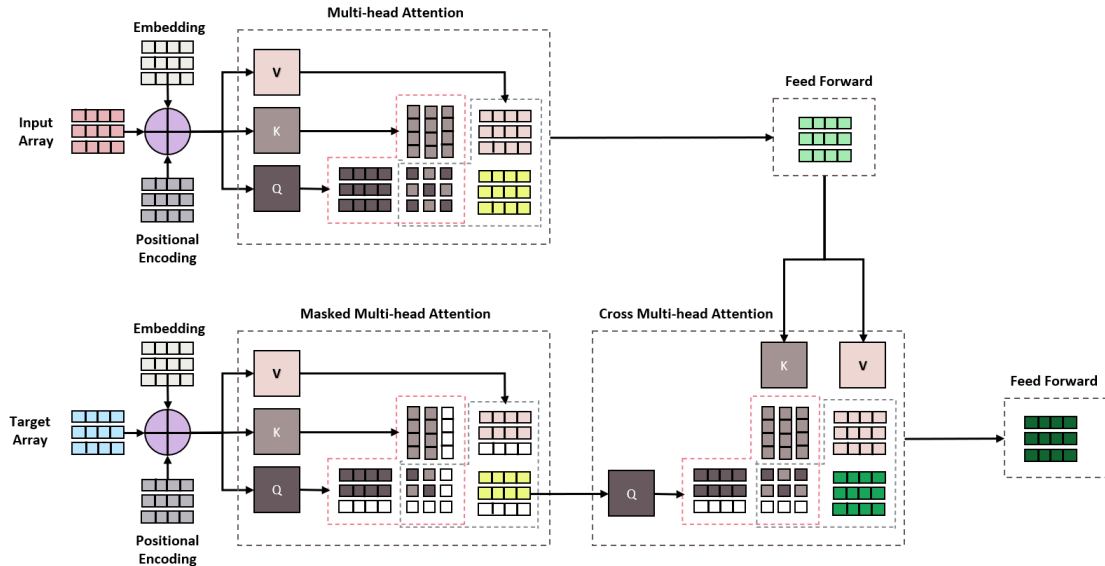 Multi-head Attention
Embedding
V
Feed Forward
Input
Array
K
Q
Positional
Encoding
Masked Multi-head Attention
Cross Multi-head Attention
Embedding
K
V
V
Feed Forward
Target
Array
K
Q
Q
Positional
Encoding